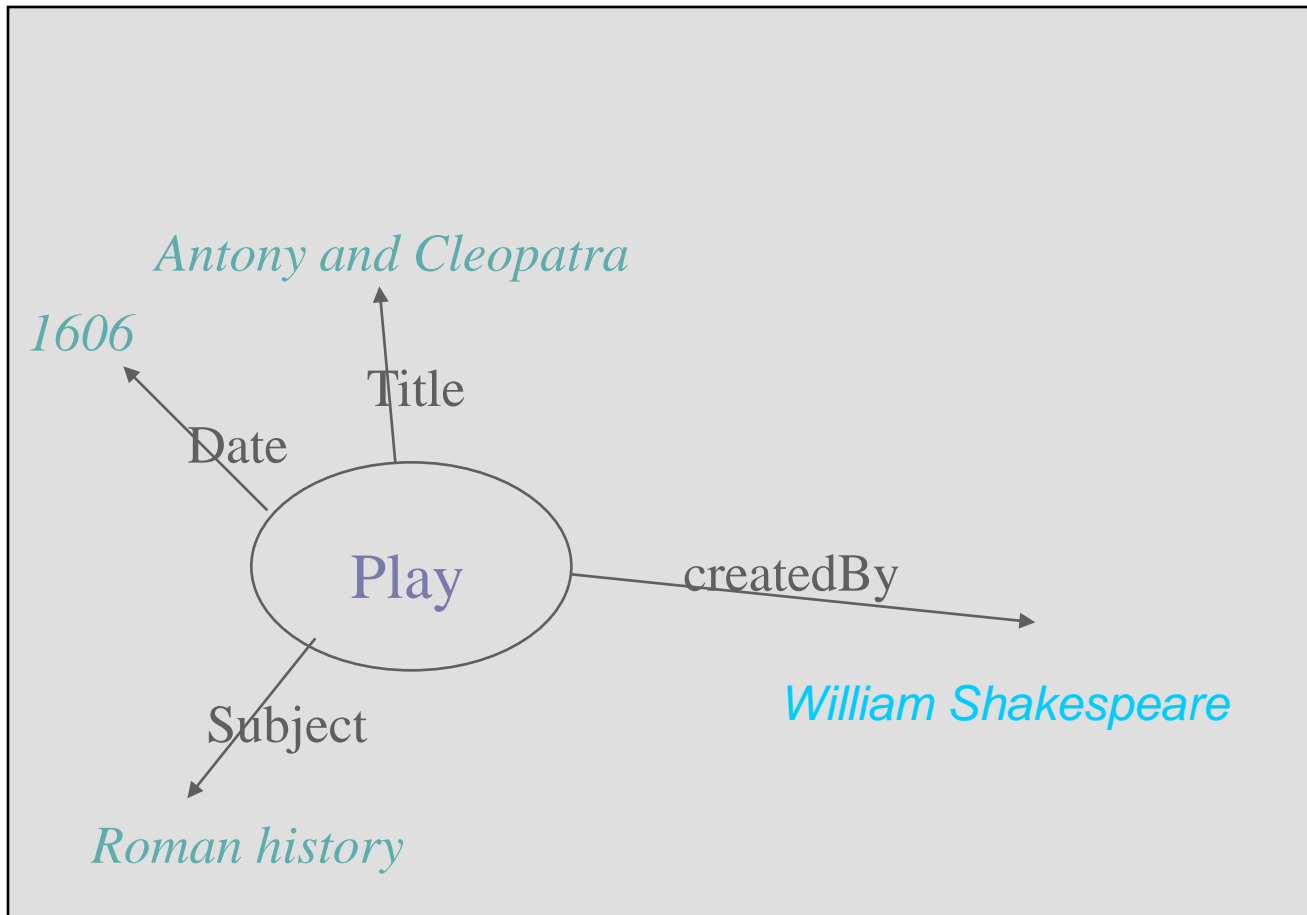 Antony and Cleopatra
1606
Title
Date
Play
createdBy
William Shakespeare
Subject
Roman history